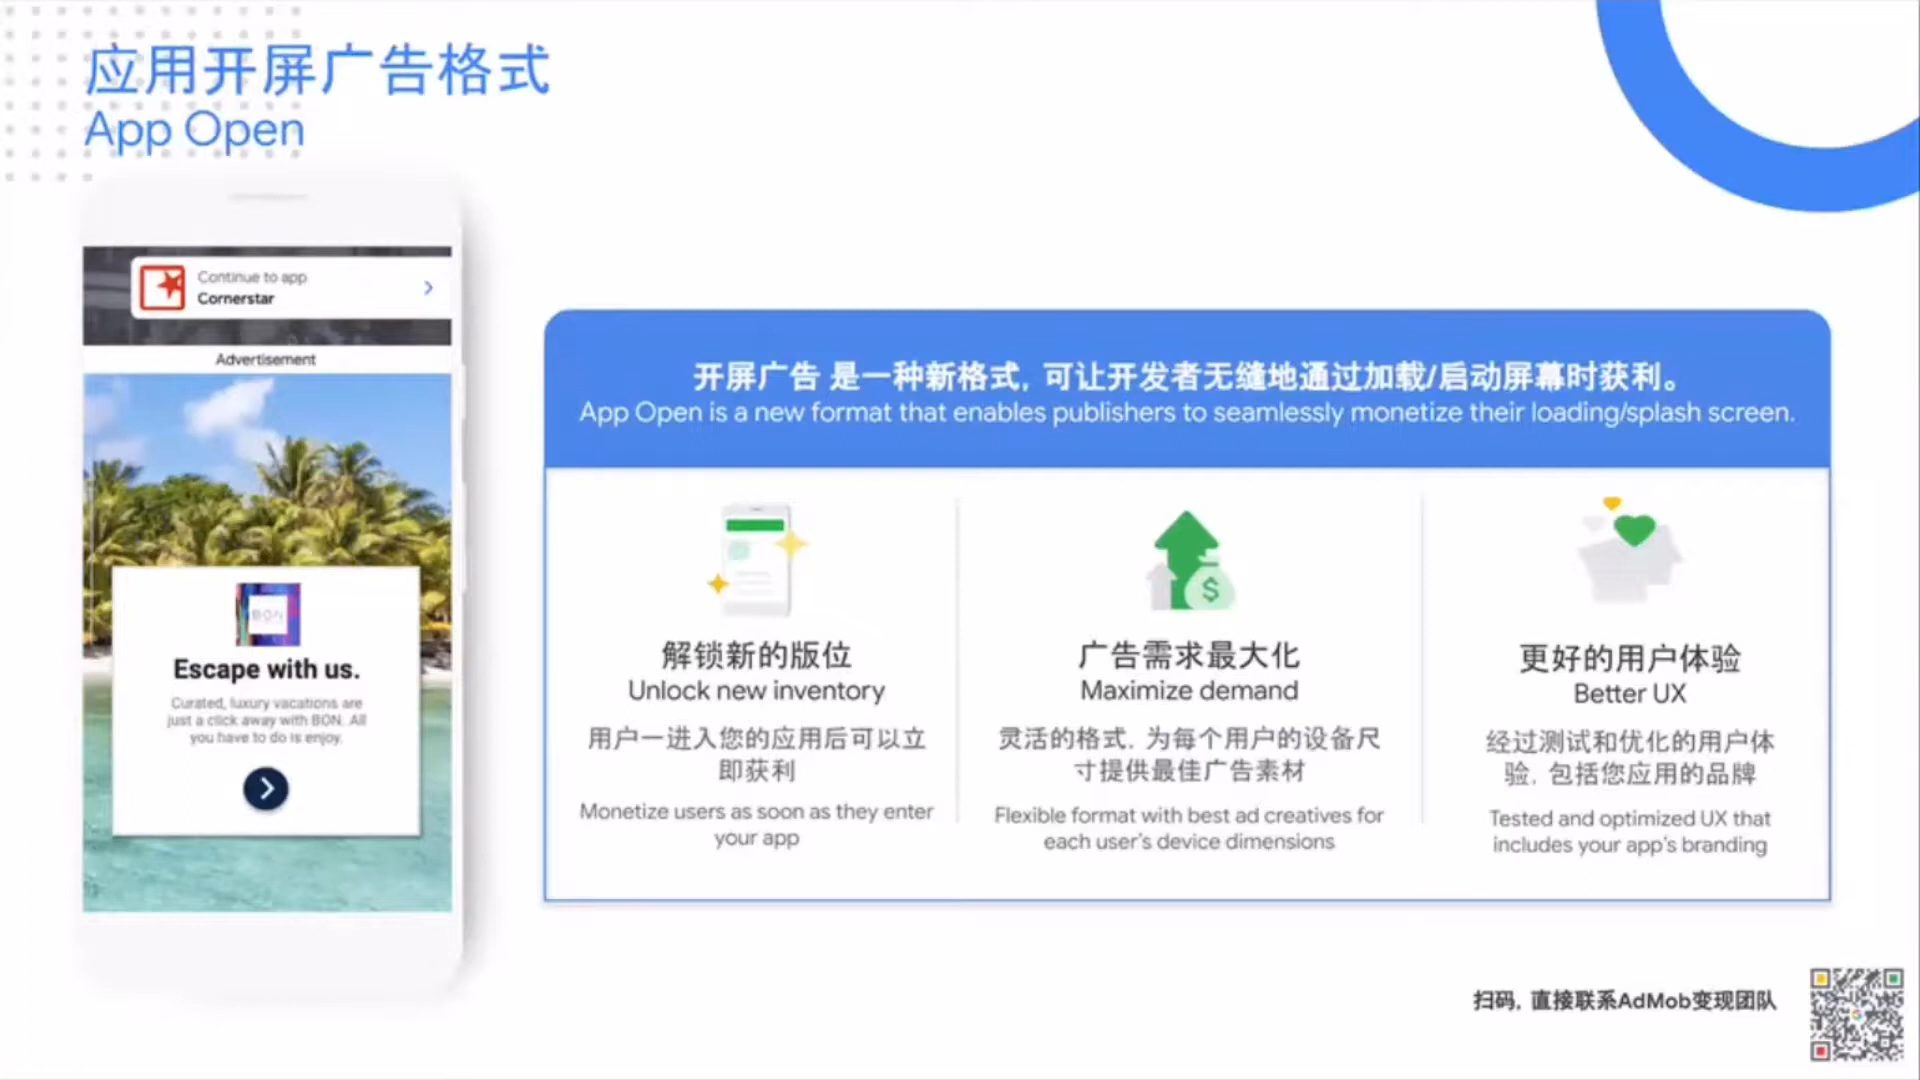 应用开屏广告格式
App Open
Continue to app
Cornerstar
Advertisement
BON
Escape with us.
Curated, luxury vacations are
just a click away with BON. All
you have to do is enjoy.
开屏广告 是一种新格式, 可让开发者无缝地通过加载/启动屏幕时获利。
App Open is a new format that enables publishers to seamlessly monetize their loading/splash screen.
解锁新的版位
Unlock new inventory
用户一进入您的应用后可以立
即获利
Monetize users as soon as they enter
your app
$
广告需求最大化
Maximize demand
灵活的格式, 为每个用户的设备尺
寸提供最佳广告素材
Flexible format with best ad creatives for
each user's device dimensions
更好的用户体验
Better UX
经过测试和优化的用户体
验, 包括您应用的品牌
Tested and optimized UX that
includes your app's branding
扫码, 直接联系AdMob变现团队